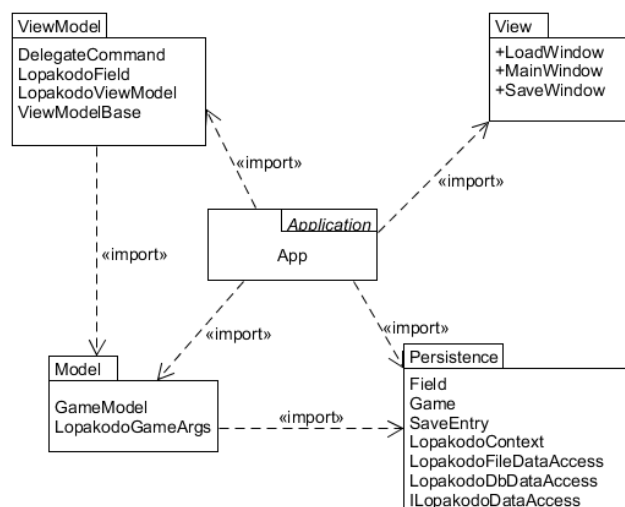 ViewModel
DelegateCommand
LopakodoField
LopakodoViewModel
ViewModelBase
View
+LoadWindow
+MainWindow
+SaveWindow
«import»
«import»
Application
App
«import»
«import»
«import»
Model
GameModel
LopakodoGameArgs
«import»
Persistence
Field
Game
SaveEntry
LopakodoContext
LopakodoFileDataAccess
LopakodoDbDataAccess
ILopakodoDataAccess